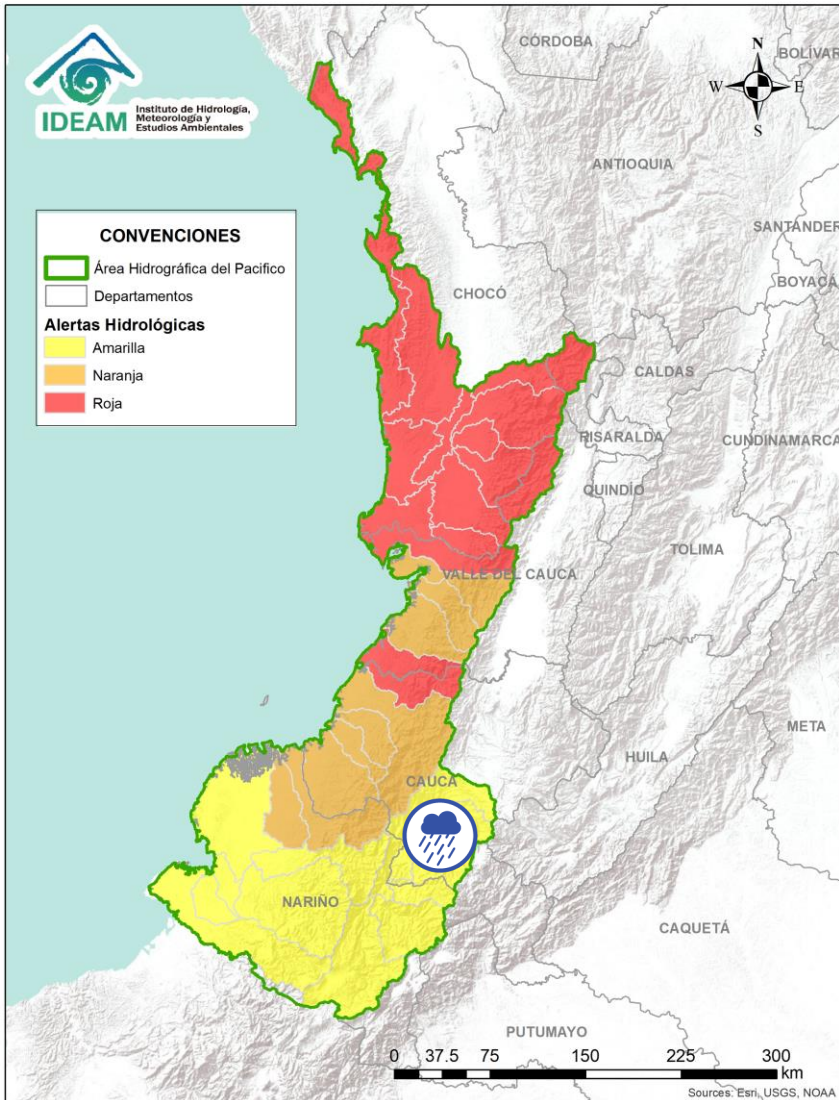 IDEAM
Instituto de Hidrología,
Meteorología y
Estudios Ambientales
CÓRDOBA
BOLÍVAR
N
W
E
S
ANTIOQUIA
SANTANDER
BOYACÁ
CONVENCIONES
Área Hidrográfica del Pacifico
Departamentos
Alertas Hidrológicas
Amarilla
Naranja
Roja
CHOCÓ
CALDAS
RISARALDA
CUNDINAMARCA
QUINDÍO
TOLIMA
VALLE DEL CAUCA
META
HUILA
CAUCA
NARIÑO
CAQUETÁ
PUTUMAYO
0 37.5 75 150 225 300
km
Sources: Esri, USGS, NOAA